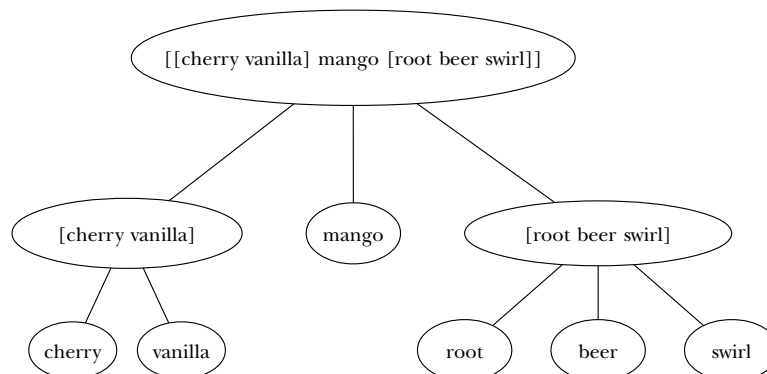 [[cherry vanilla] mango [root beer swirl]]
[cherry vanilla]
mango
[root beer swirl]
cherry
vanilla
root
beer
swirl